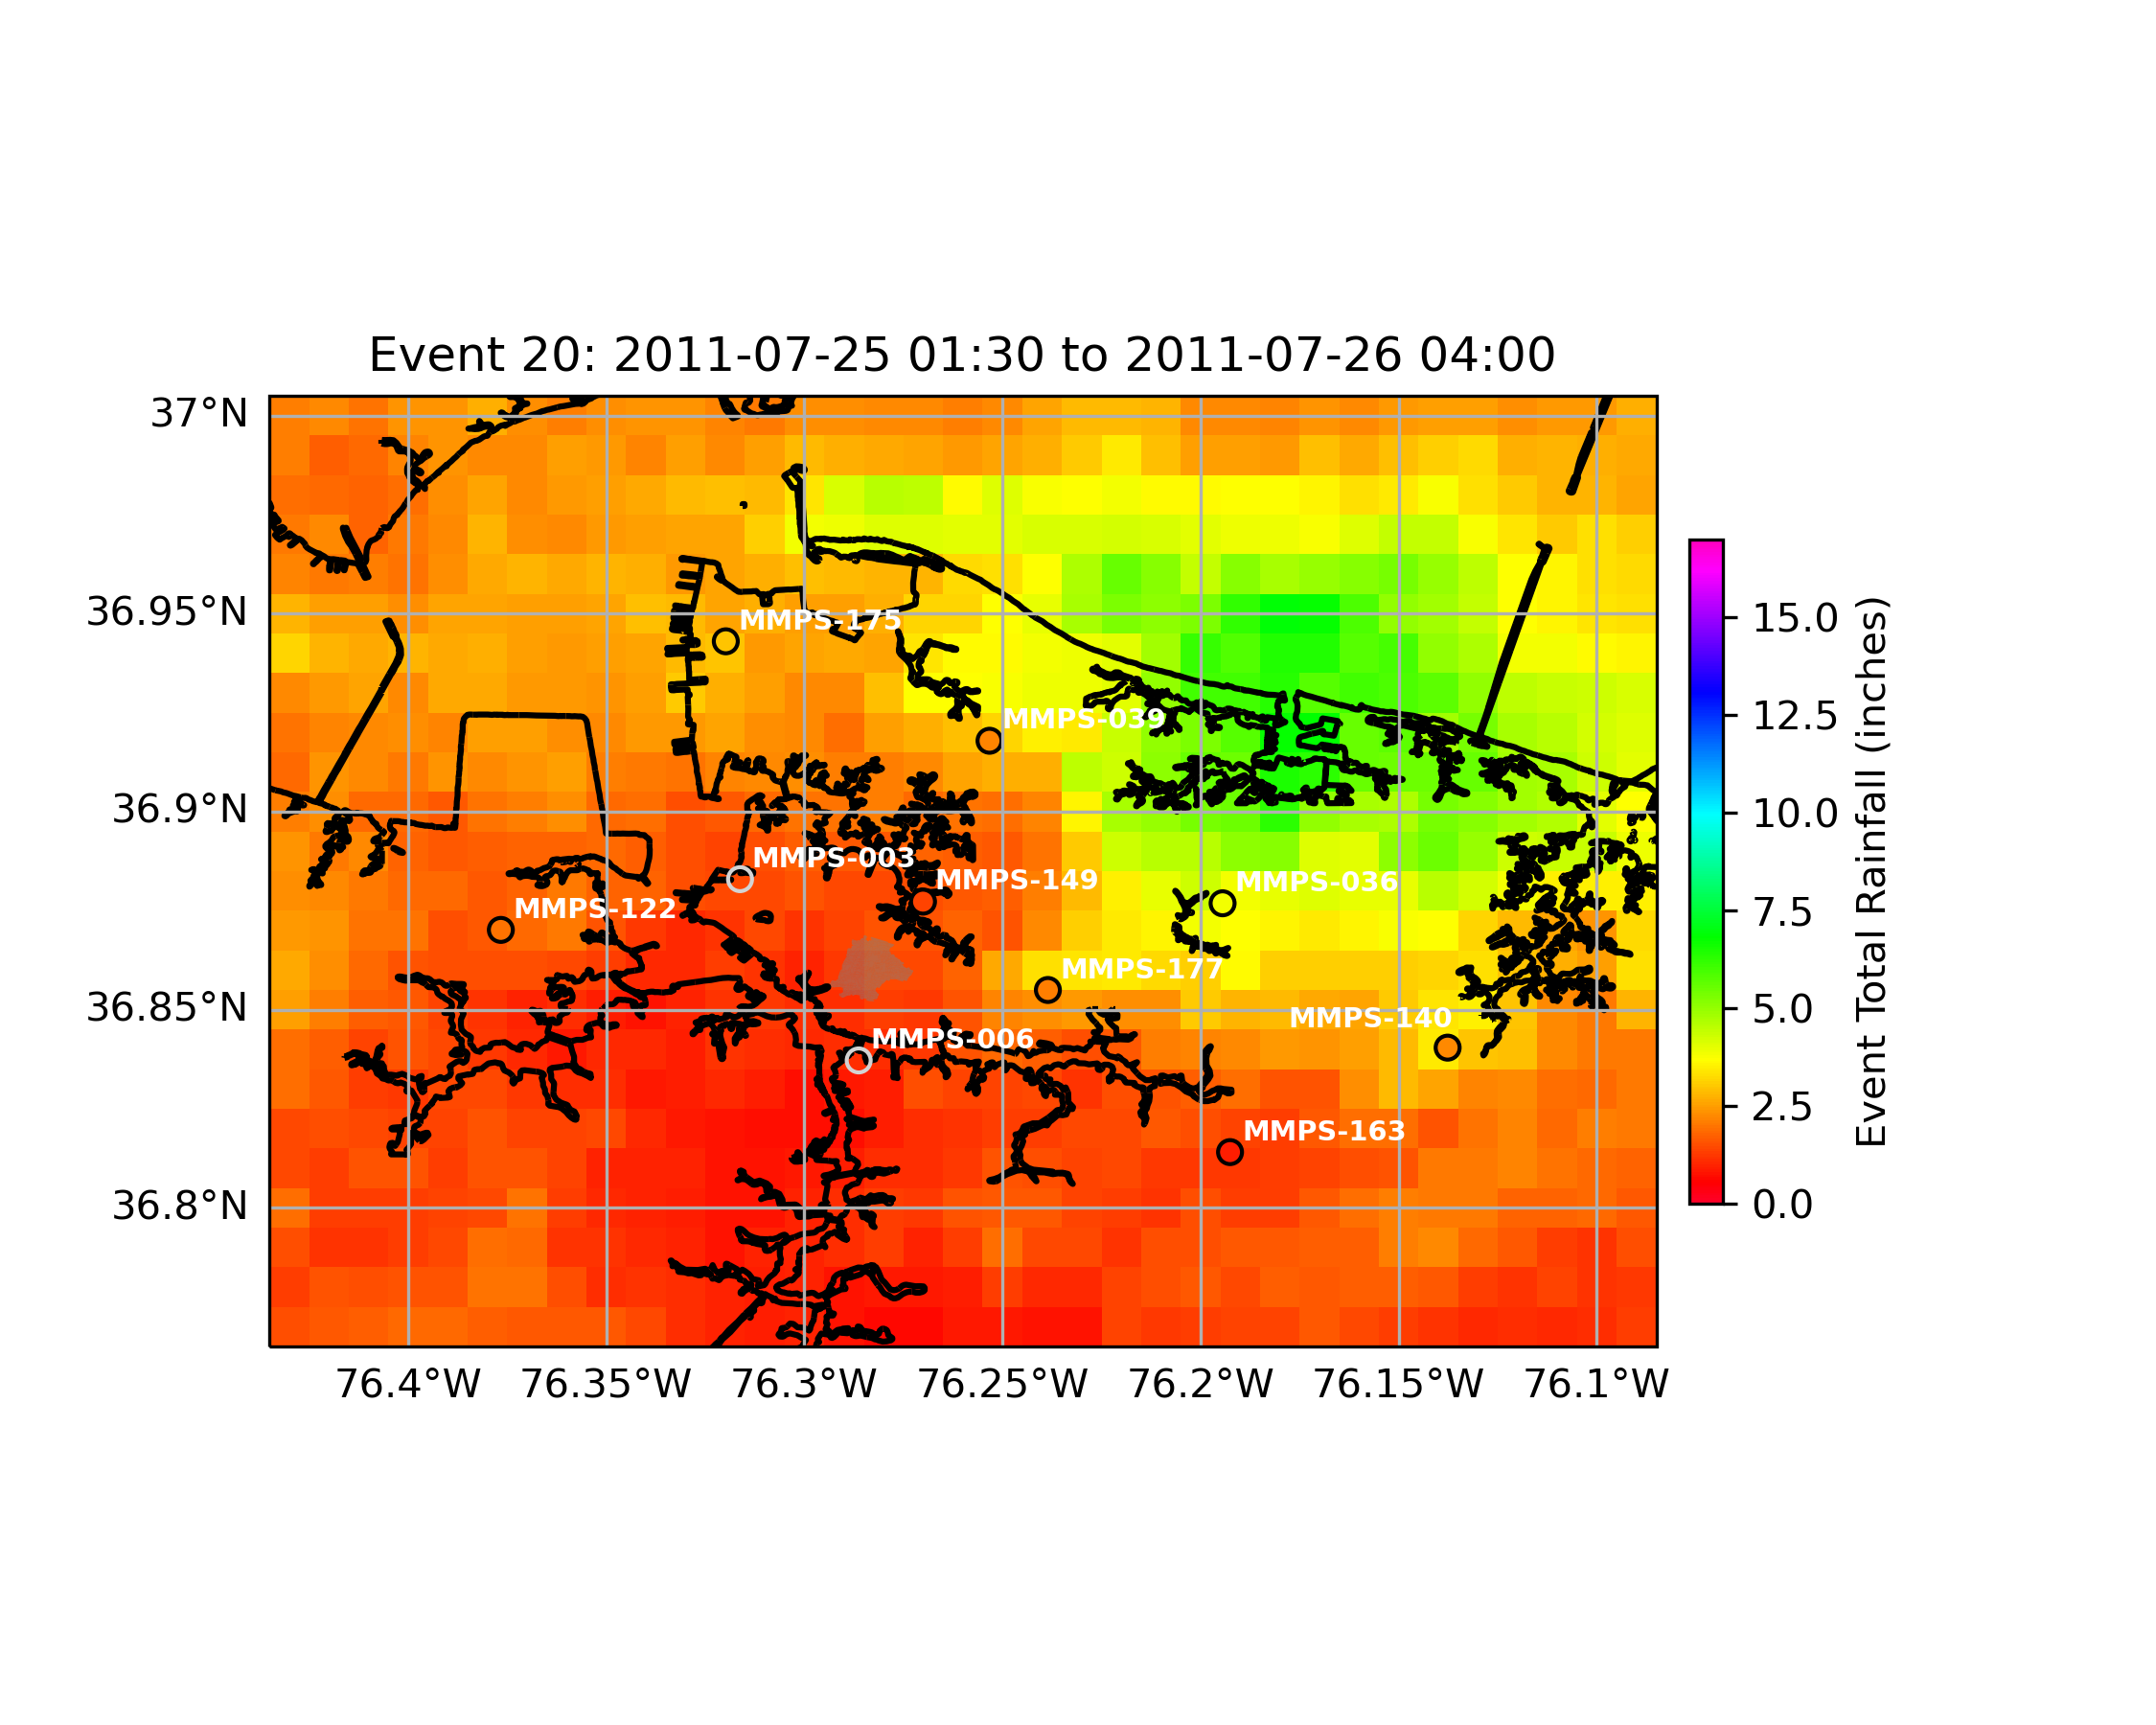 Event 20: 2011-07-25 01:30 to 2011-07-26 04:00
37°N
36.95°N
36.9°N
36.85°N
36.8°N
MMPS-175
MMPS-039
MMPS-003
MMPS-149
MMPS-036
MMPS-122
MMPS-177
MMPS-140
MMPS-006
MMPS-163
76.4°W 76.35°W 76.3°W 76.25°W 76.2°W 76.15°W 76.1°W
15.0
12.5
10.0
7.5
5.0
2.5
0.0
Event Total Rainfall (inches)